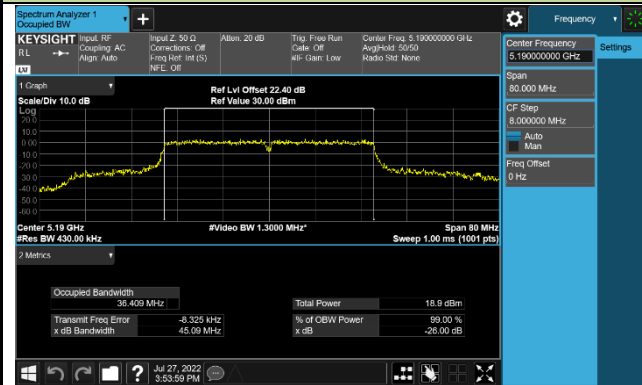 Spectrum Analyzer 1
Occupied BW
+
Frequency
KEYSIGHT Input: RF
RL
Coupling: AC
Align: Auto
LXI
Input Z: 50 Ω
Corrections: Off
Freq Ref: Int (S)
NFE: Off
Atten: 20 dB
Trig: Free Run
Gate: Off
#IF Gain: Low
Center Freq: 5.190000000 GHz
Avg|Hold: 50/50
Radio Std: None
Center Frequency
5.190000000 GHz
Settings
Span
80.000 MHz
CF Step
8.000000 MHz
Auto
Man
Freq Offset
0 Hz
1 Graph
Scale/Div 10.0 dB
Ref Lvl Offset 22.40 dB
Ref Value 30.00 dBm
Log
20.0
10.0
0.00
-10.0
-20.0
-30.0
-40.0
-50.0
-60.0
Center 5.19 GHz
#Res BW 430.00 kHz
#Video BW 1.3000 MHz*
Span 80 MHz
Sweep 1.00 ms (1001 pts)
2 Metrics
Occupied Bandwidth
36.409 MHz
Total Power 18.9 dBm
Transmit Freq Error -8.325 kHz
% of OBW Power 99.00 %
x dB Bandwidth 45.09 MHz
x dB -26.00 dB
?
Jul 27, 2022
3:53:59 PM